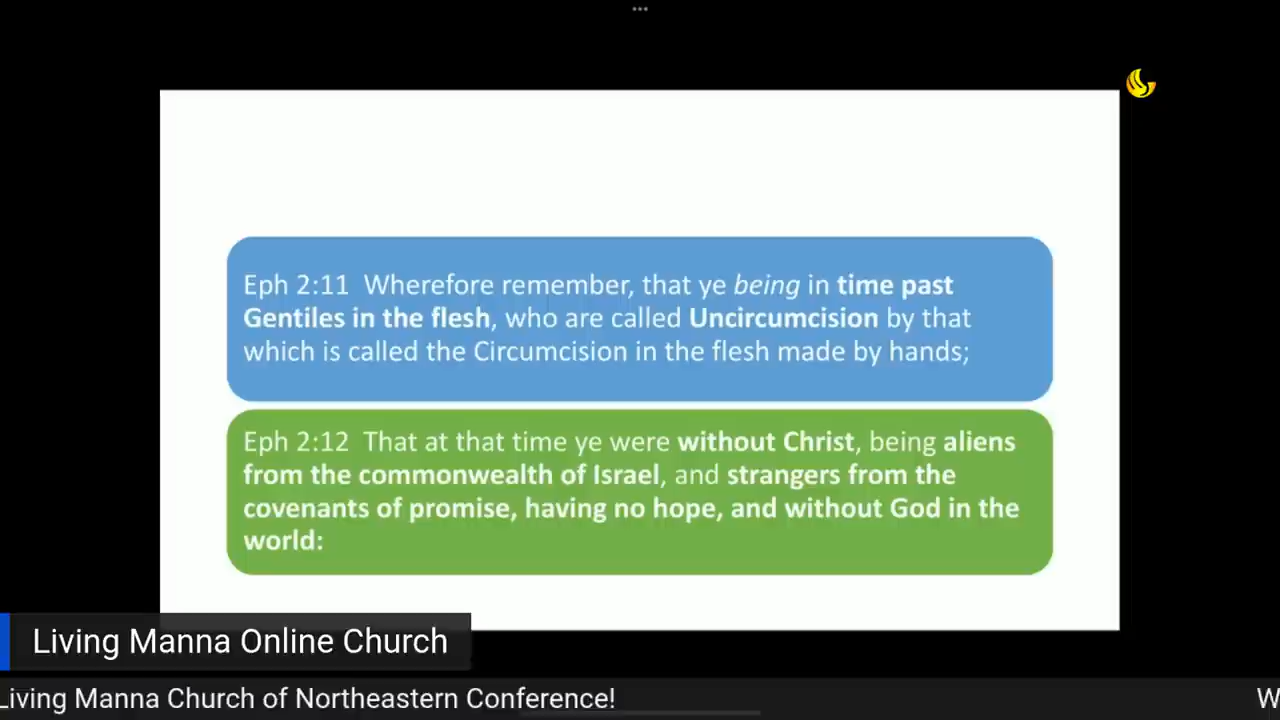 Eph 2:11  Wherefore remember, that ye being in time past
Gentiles in the flesh, who are called Uncircumcision by that
which is called the Circumcision in the flesh made by hands;
Eph 2:12  That at that time ye were without Christ, being aliens
from the commonwealth of Israel, and strangers from the
covenants of promise, having no hope, and without God in the
world:
Living Manna Online Church
Living Manna Church of Northeastern Conference! W